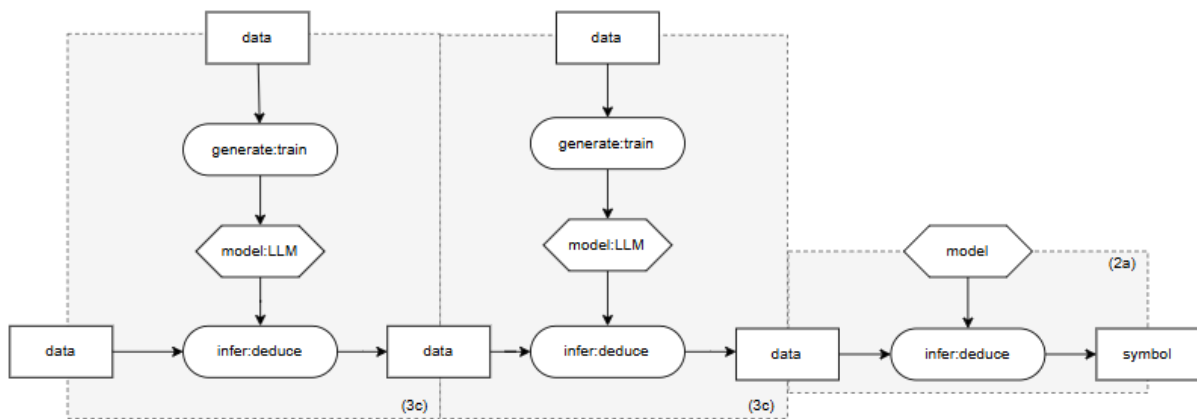 data
data
generate:train
generate:train
model:LLM
model:LLM
model
(2a)
data
infer:deduce
data
infer:deduce
data
infer:deduce
symbol
(3c)
(3c)